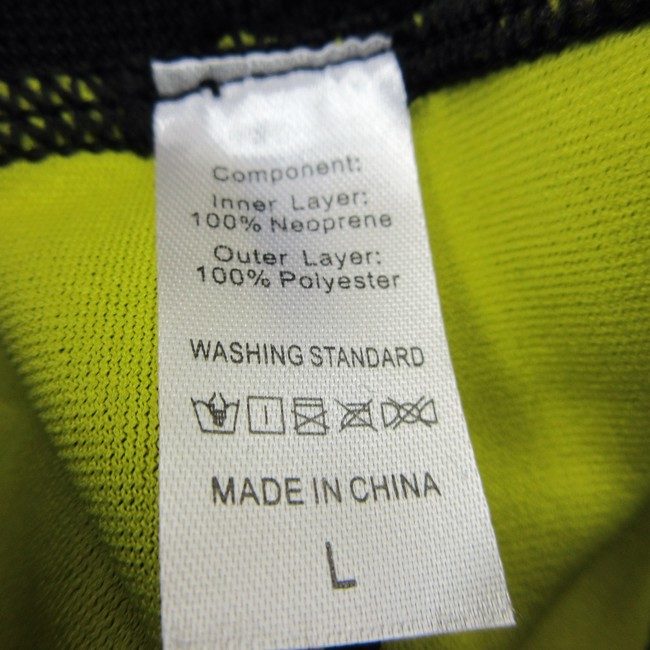 Component:
Inner Layer:
100% Neoprene
Outer Layer:
100% Polyester
WASHING STANDARD
MADE IN CHINA
L